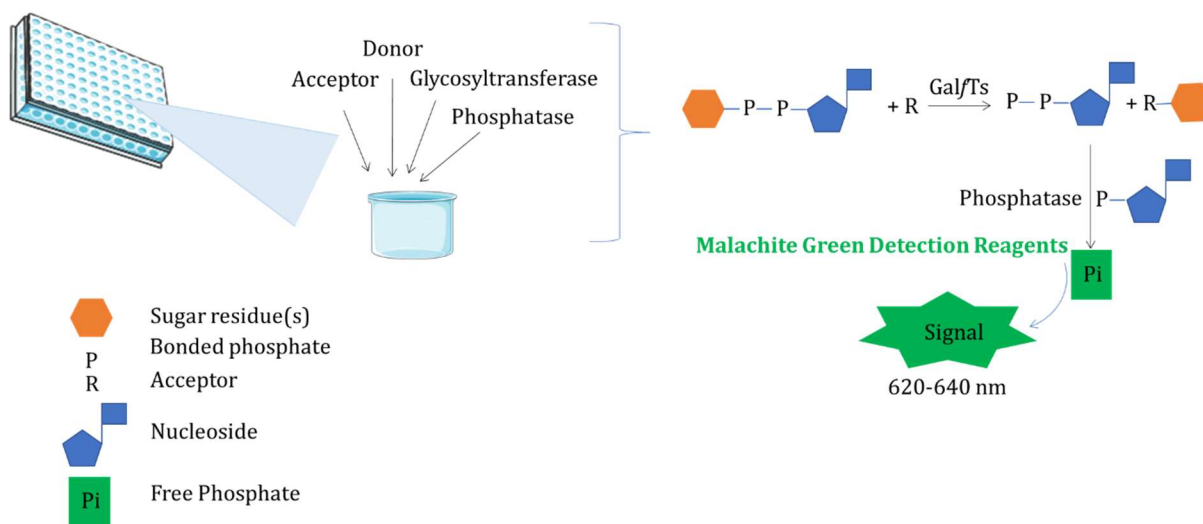 Donor
Acceptor
Glycosyltransferase
Phosphatase
P
P
+ R
GalfTs
P
P
+ R
Phosphatase
P
Malachite Green Detection Reagents
Pi
Signal
620-640 nm
Sugar residue(s)
P
Bonded phosphate
R
Acceptor
Nucleoside
Pi
Free Phosphate